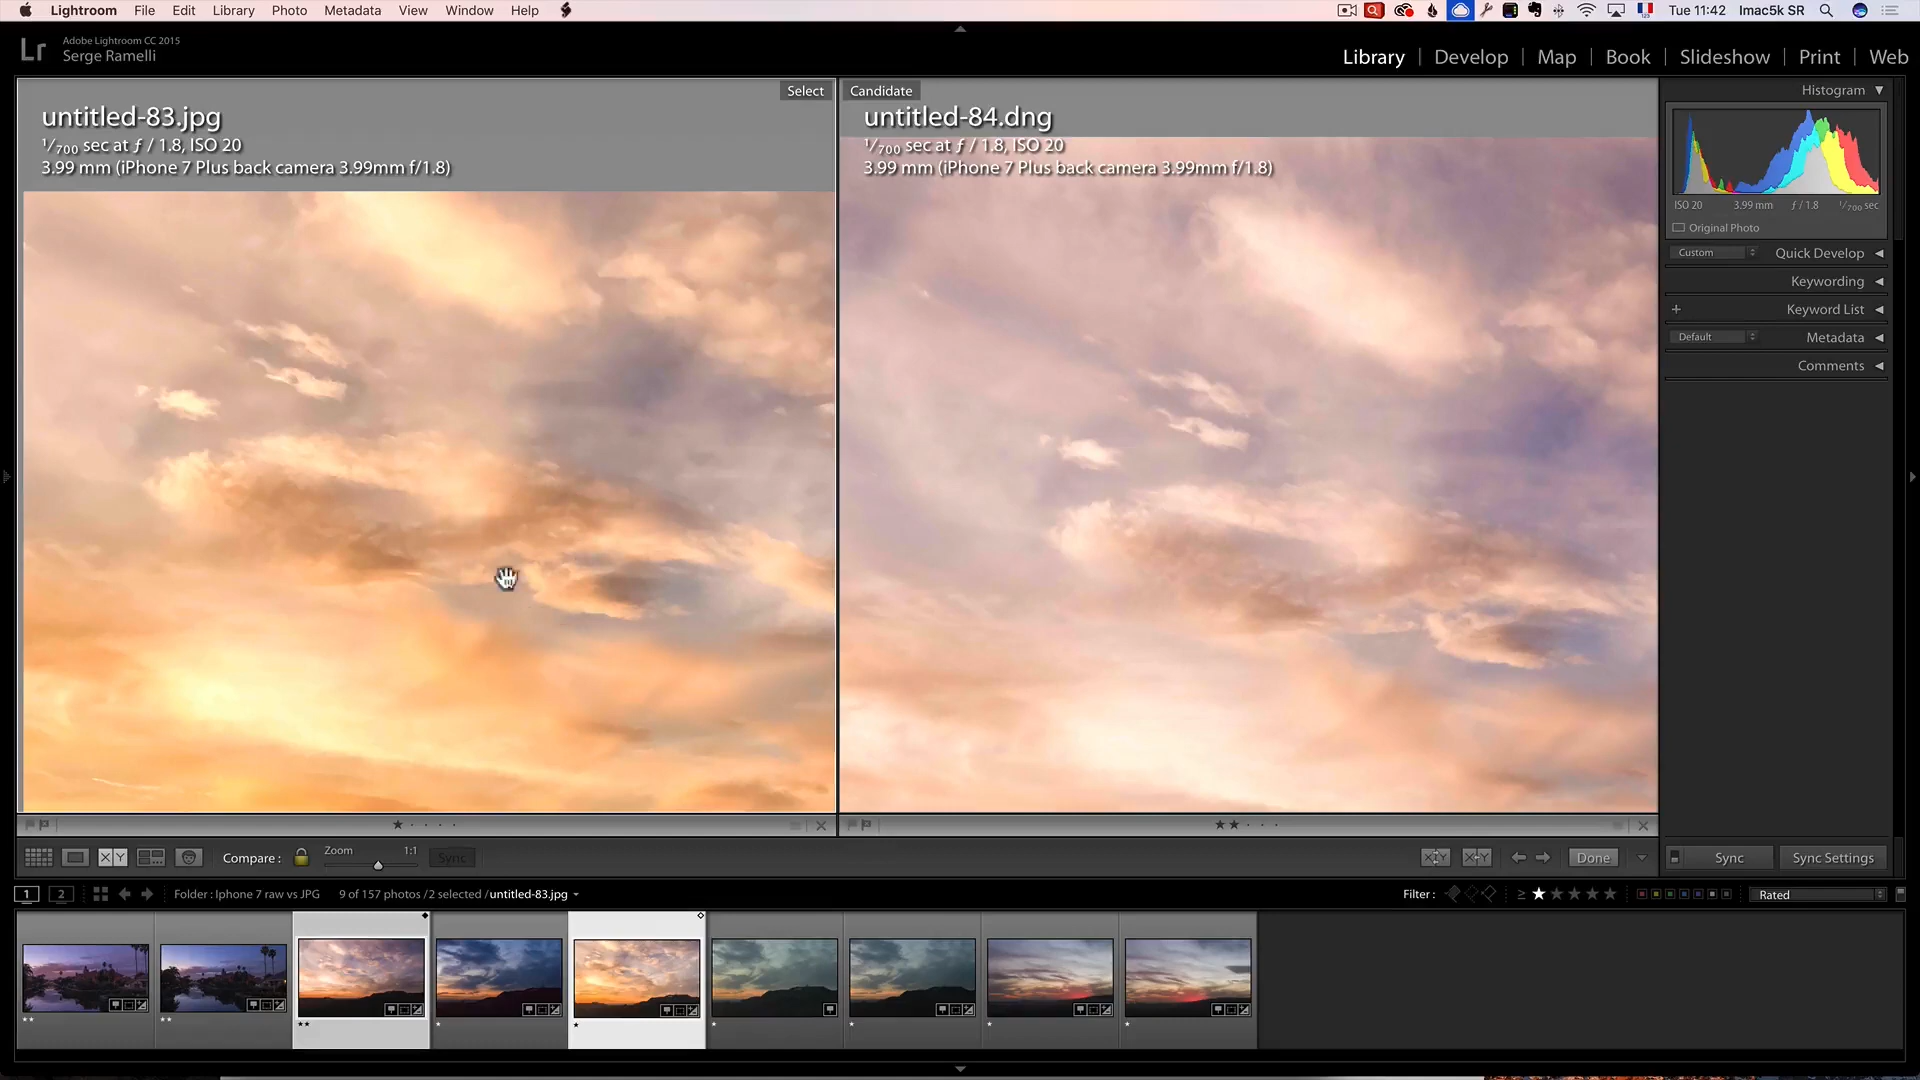 Lightroom File Edit Library Photo Metadata View Window Help
Tue 11:42 Imac5k SR
Lr
Adobe Lightroom CC 2015
Serge Ramelli
Library | Develop | Map | Book | Slideshow | Print | Web
Select
untitled-83.jpg
1/700 sec at ƒ / 1.8, ISO 20
3.99 mm (iPhone 7 Plus back camera 3.99mm f/1.8)
Candidate
untitled-84.dng
1/700 sec at ƒ / 1.8, ISO 20
3.99 mm (iPhone 7 Plus back camera 3.99mm f/1.8)
Histogram
ISO 20 3.99 mm ƒ / 1.8 1/700 sec
Original Photo
Custom Quick Develop
Keywording
+ Keyword List
Default Metadata
Comments
XY Compare : Zoom 1:1 Sync
Done
Sync Sync Settings
1 2 Folder : Iphone 7 raw vs JPG 9 of 157 photos /2 selected /untitled-83.jpg
Filter : ≥ Rated